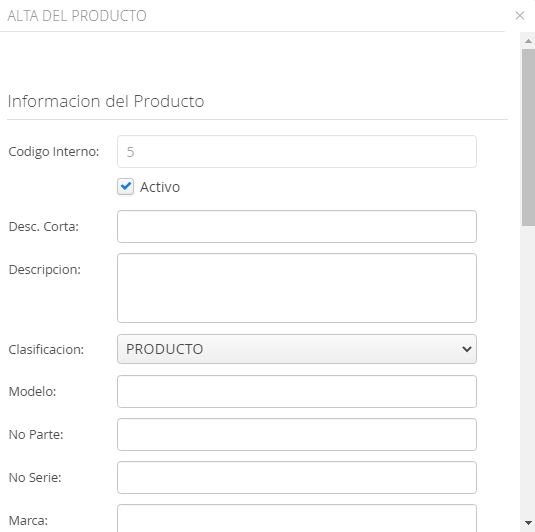 ALTA DEL PRODUCTO
Informacion del Producto
Codigo Interno: 5
Activo
Desc. Corta:
Descripcion:
Clasificacion: PRODUCTO
Modelo:
No Parte:
No Serie:
Marca: